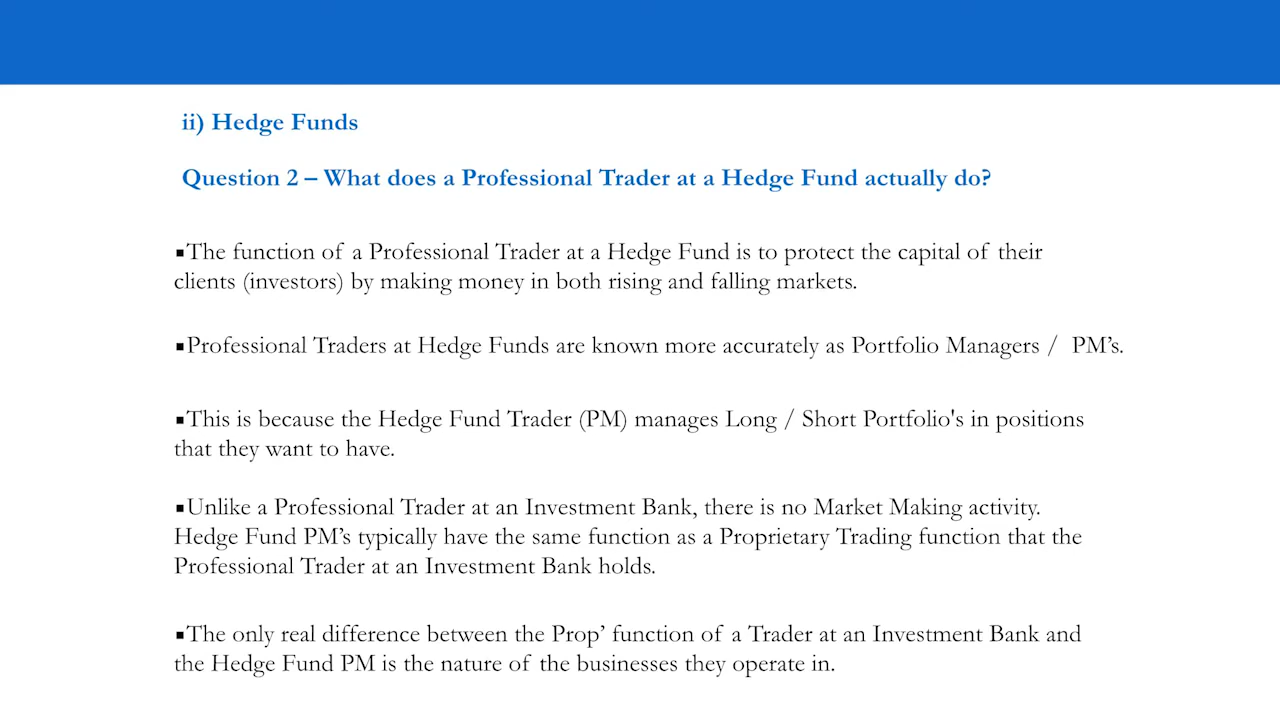 ii) Hedge Funds
Question 2 – What does a Professional Trader at a Hedge Fund actually do?
▪The function of a Professional Trader at a Hedge Fund is to protect the capital of their
clients (investors) by making money in both rising and falling markets.
▪Professional Traders at Hedge Funds are known more accurately as Portfolio Managers / PM’s.
▪This is because the Hedge Fund Trader (PM) manages Long / Short Portfolio's in positions
that they want to have.
▪Unlike a Professional Trader at an Investment Bank, there is no Market Making activity.
Hedge Fund PM’s typically have the same function as a Proprietary Trading function that the
Professional Trader at an Investment Bank holds.
▪The only real difference between the Prop’ function of a Trader at an Investment Bank and
the Hedge Fund PM is the nature of the businesses they operate in.